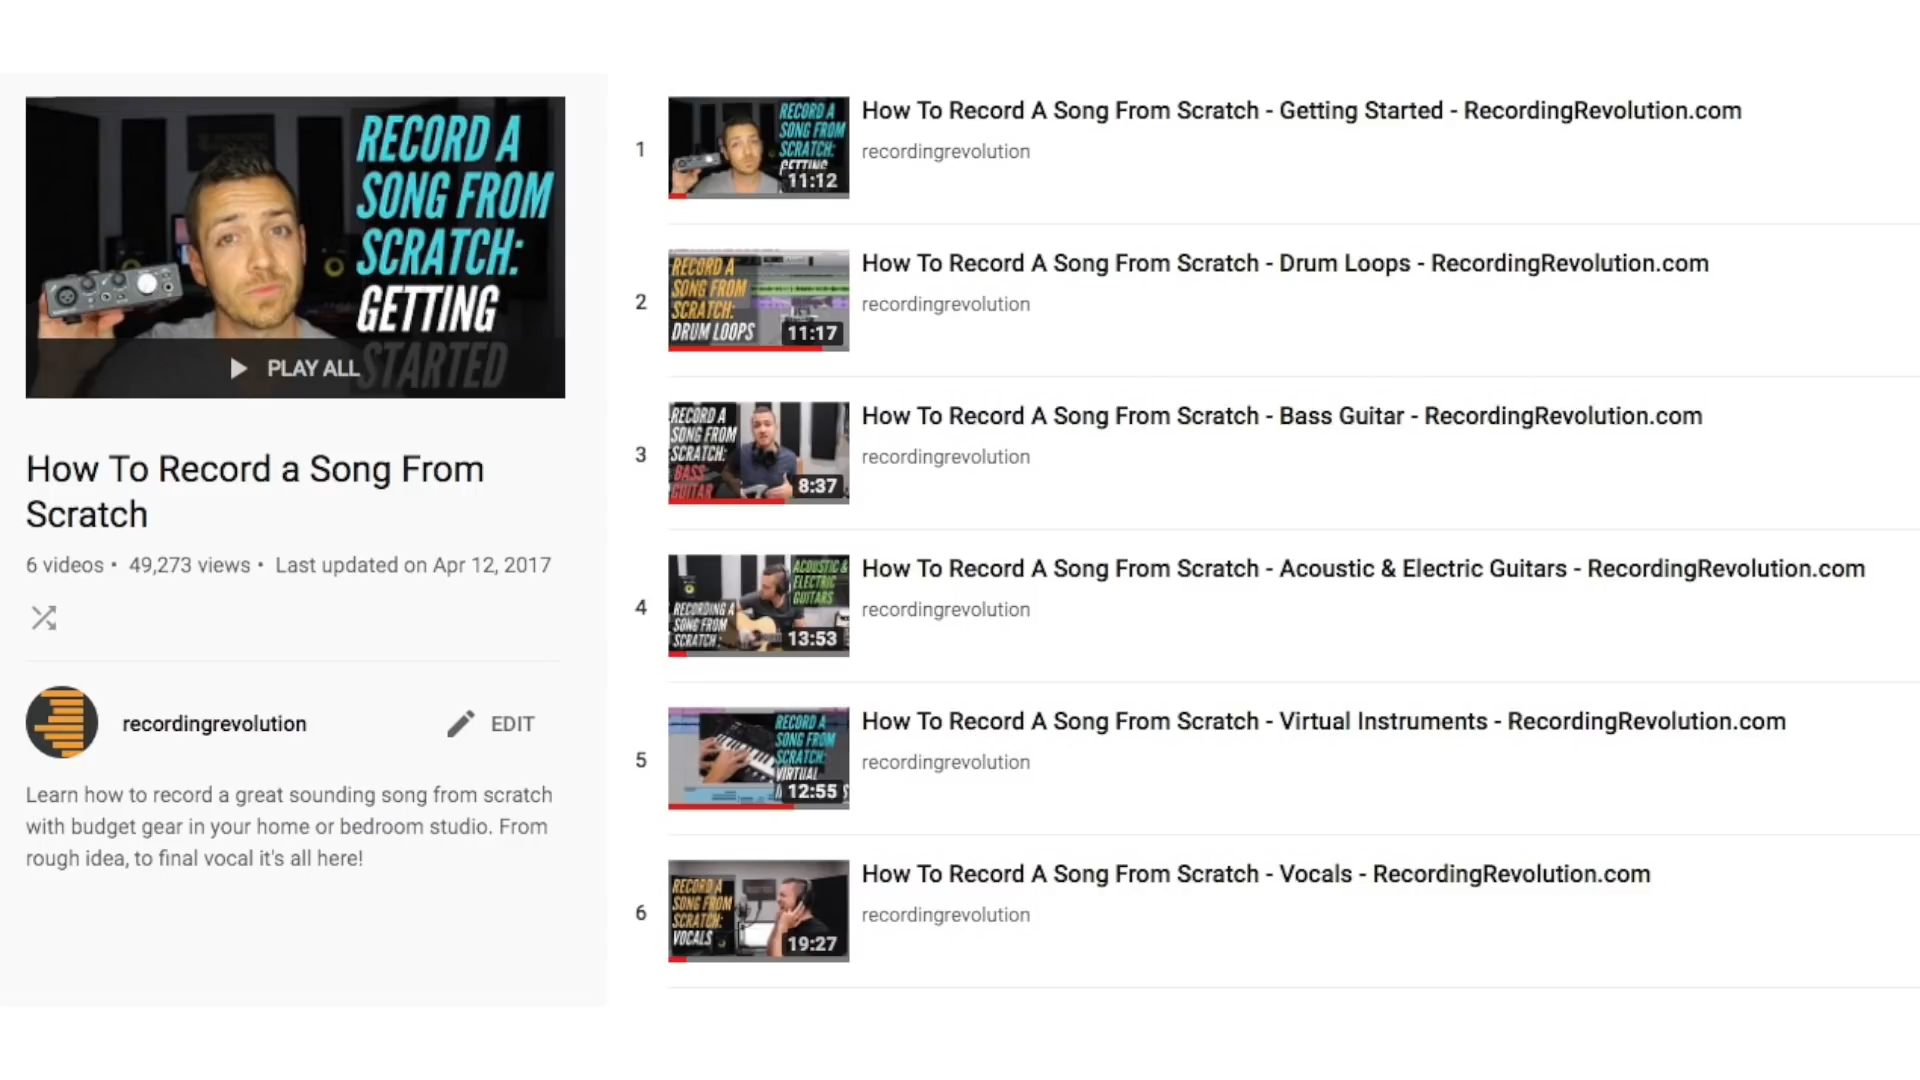 RECORD A
SONG FROM
SCRATCH:
GETTING
STARTED
PLAY ALL
How To Record a Song From
Scratch
6 videos • 49,273 views • Last updated on Apr 12, 2017
recordingrevolution
EDIT
Learn how to record a great sounding song from scratch
with budget gear in your home or bedroom studio. From
rough idea, to final vocal it's all here!
1
RECORD A
SONG FROM
SCRATCH:
GETTING
11:12
How To Record A Song From Scratch - Getting Started - RecordingRevolution.com
recordingrevolution
2
RECORD A
SONG FROM
SCRATCH:
DRUM LOOPS
11:17
How To Record A Song From Scratch - Drum Loops - RecordingRevolution.com
recordingrevolution
3
RECORD A
SONG FROM
SCRATCH:
BASS
GUITAR
8:37
How To Record A Song From Scratch - Bass Guitar - RecordingRevolution.com
recordingrevolution
4
ACOUSTIC &
ELECTRIC
GUITARS
RECORDING A
SONG FROM
SCRATCH:
13:53
How To Record A Song From Scratch - Acoustic & Electric Guitars - RecordingRevolution.com
recordingrevolution
5
RECORD A
SONG FROM
SCRATCH:
VIRTUAL
12:55
How To Record A Song From Scratch - Virtual Instruments - RecordingRevolution.com
recordingrevolution
6
RECORD A
SONG FROM
SCRATCH:
VOCALS
19:27
How To Record A Song From Scratch - Vocals - RecordingRevolution.com
recordingrevolution